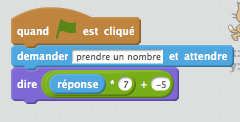 quand est cliqué
demander prendre un nombre et attendre
dire réponse * 7 + -5